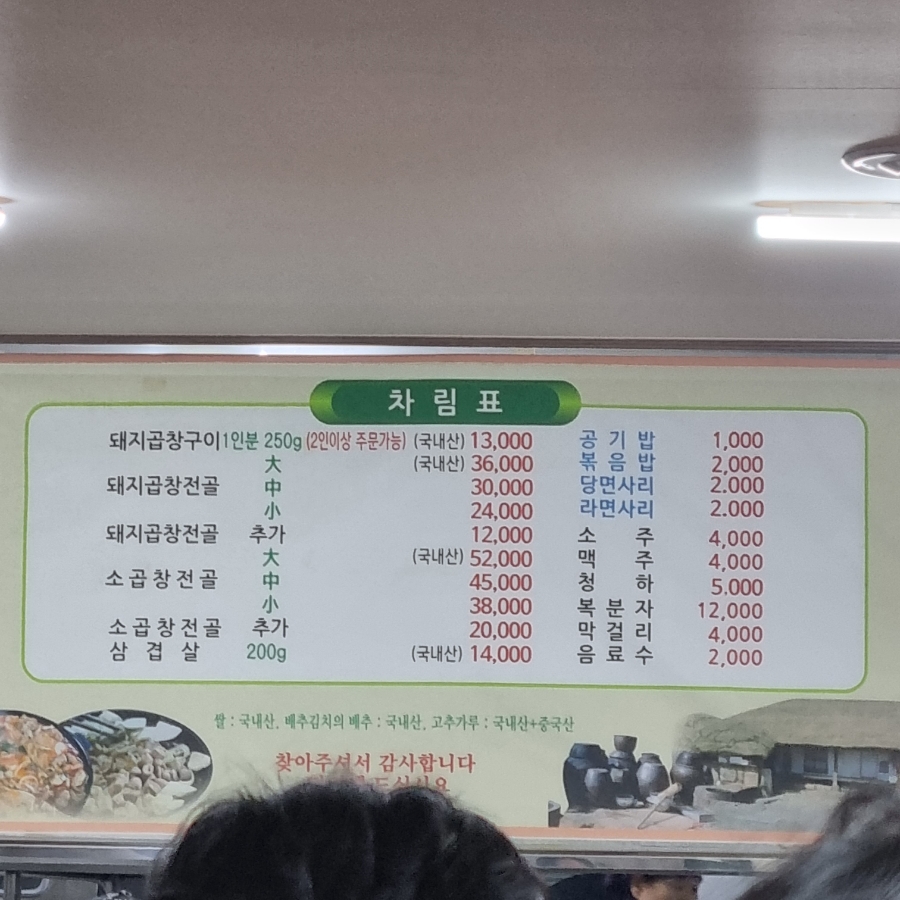 차림표
돼지곱창구이 1인분 250g (2인이상 주문가능) (국내산) 13,000
大 (국내산) 36,000
돼지곱창전골 中 30,000
小 24,000
돼지곱창전골 추가 12,000
大 (국내산) 52,000
소곱창전골 中 45,000
小 38,000
소곱창전골 추가 20,000
삼겹살 200g (국내산) 14,000
공기밥 1,000
볶음밥 2,000
당면사리 2.000
라면사리 2.000
소주 4,000
맥주 4,000
청하 5.000
복분자 12,000
막걸리 4,000
음료수 2,000
쌀 : 국내산, 배추김치의 배추 : 국내산, 고추가루 : 국내산+중국산
찾아주셔서 감사합니다